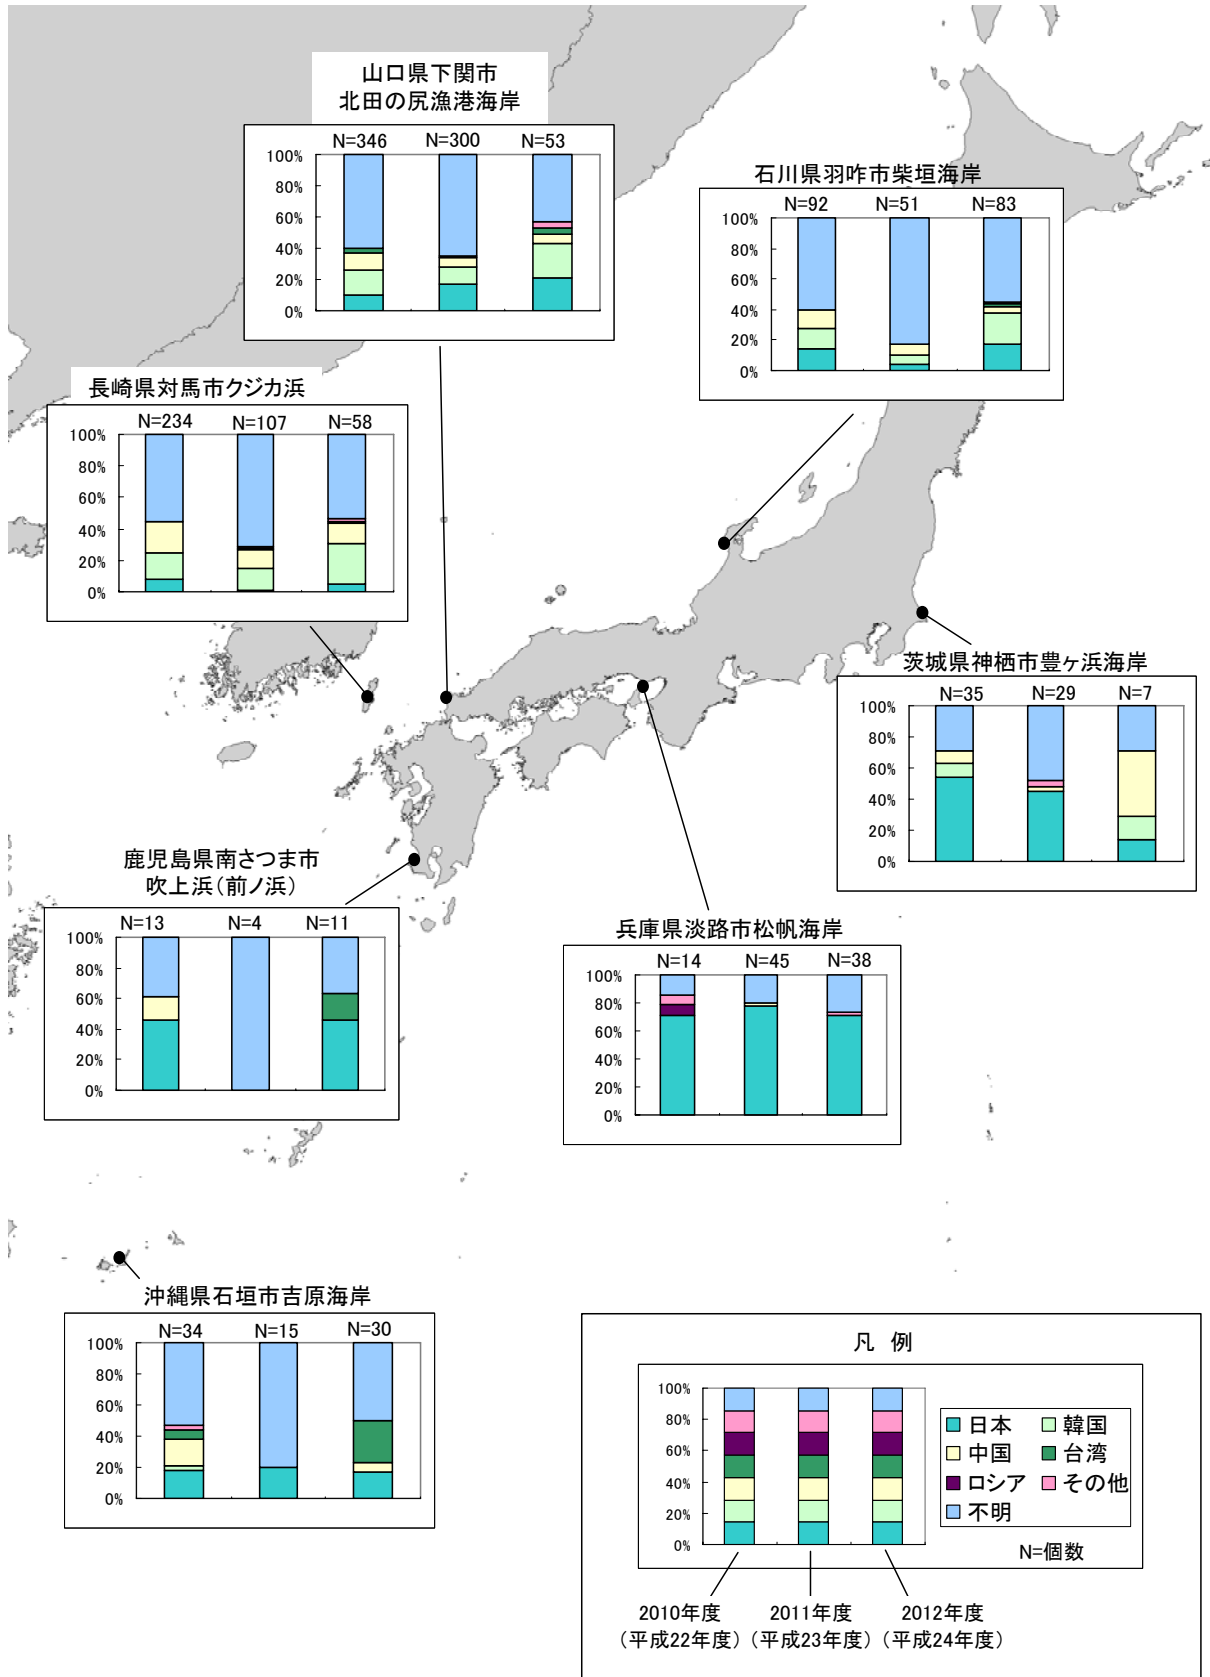 山口県下関市
北田の尻漁港海岸
N=346 N=300 N=53
100%
80%
60%
40%
20%
0%
石川県羽咋市柴垣海岸
N=92 N=51 N=83
100%
80%
60%
40%
20%
0%
長崎県対馬市クジカ浜
N=234 N=107 N=58
100%
80%
60%
40%
20%
0%
茨城県神栖市豊ヶ浜海岸
N=35 N=29 N=7
100%
80%
60%
40%
20%
0%
鹿児島県南さつま市
吹上浜(前ノ浜)
N=13 N=4 N=11
100%
80%
60%
40%
20%
0%
兵庫県淡路市松帆海岸
N=14 N=45 N=38
100%
80%
60%
40%
20%
0%
沖縄県石垣市吉原海岸
N=34 N=15 N=30
100%
80%
60%
40%
20%
0%
凡 例
100%
80%
60%
40%
20%
0%
日本 韓国
中国 台湾
ロシア その他
不明
N=個数
2010年度 2011年度 2012年度
(平成22年度) (平成23年度) (平成24年度)